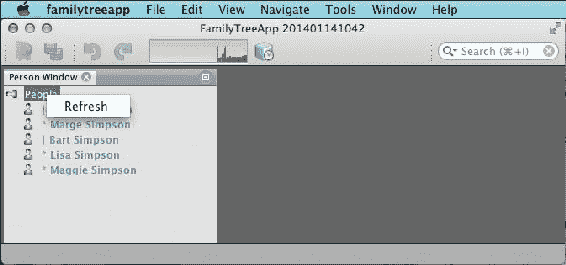 familytreeapp File Edit View Navigate Tools Window Help
FamilyTreeApp 201401141042
Search (⌘+I)
Person Window
People
Refresh
* Marge Simpson
| Bart Simpson
* Lisa Simpson
* Maggie Simpson